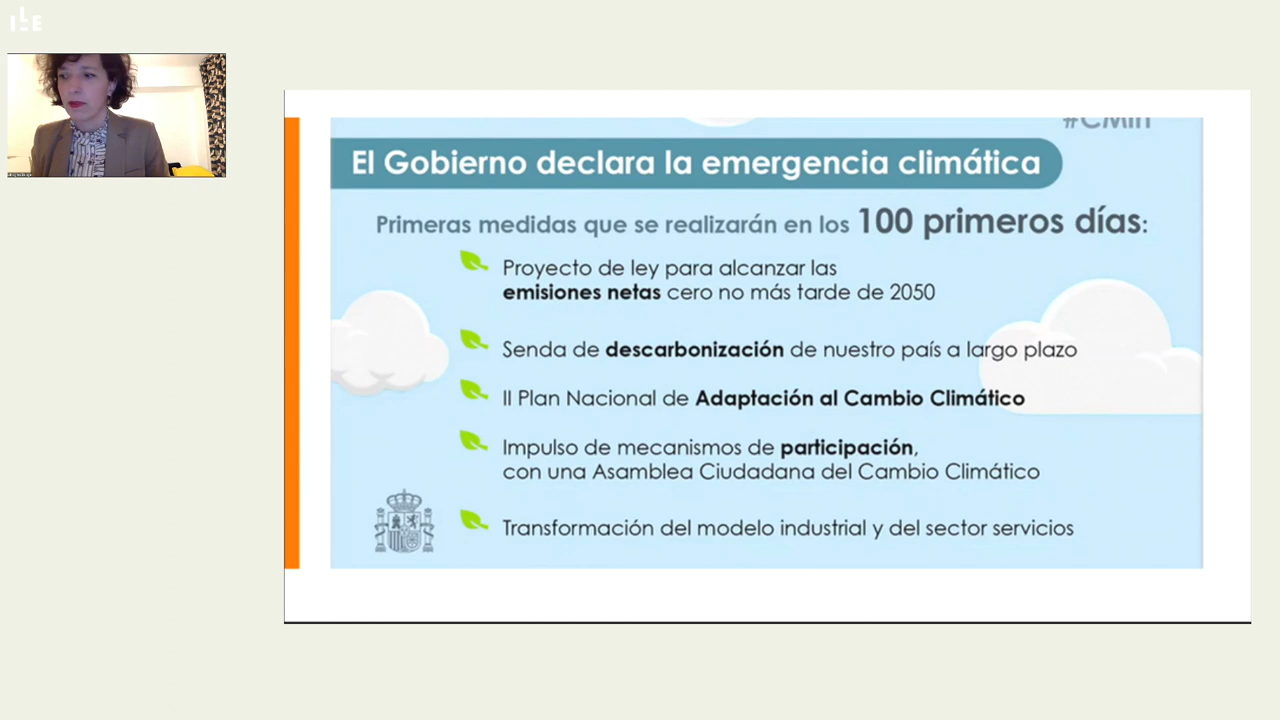 ILE
#CMin
El Gobierno declara la emergencia climática
Primeras medidas que se realizarán en los 100 primeros días:
Proyecto de ley para alcanzar las
emisiones netas cero no más tarde de 2050
Senda de descarbonización de nuestro país a largo plazo
II Plan Nacional de Adaptación al Cambio Climático
Impulso de mecanismos de participación,
con una Asamblea Ciudadana del Cambio Climático
Transformación del modelo industrial y del sector servicios